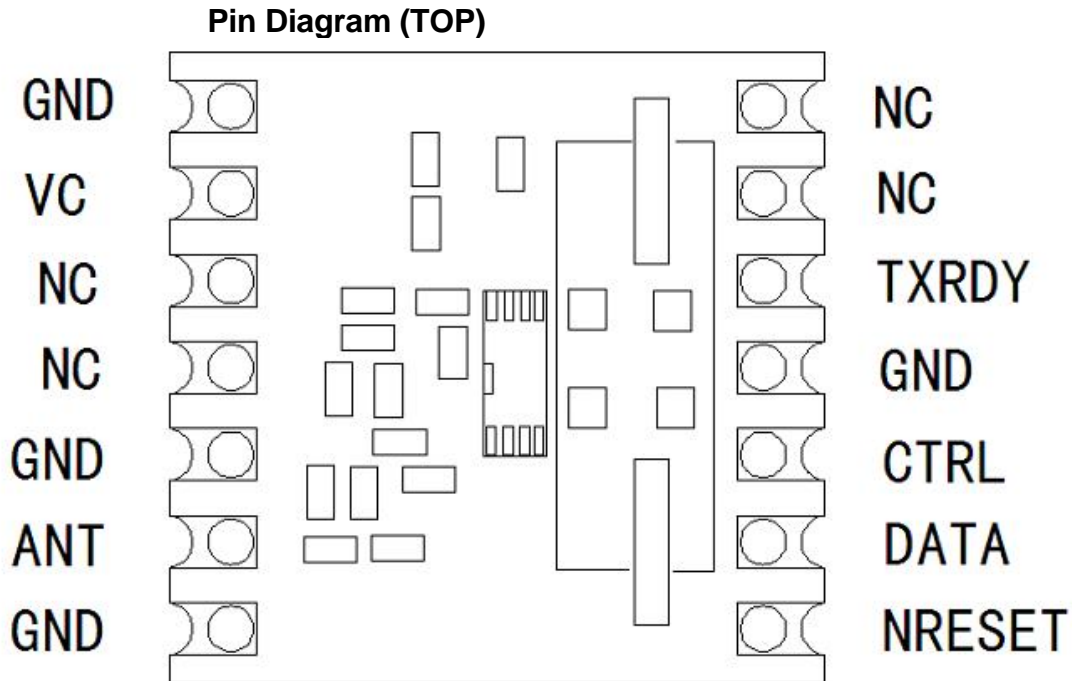 Pin Diagram (TOP)
GND
VC
NC
NC
GND
ANT
GND
NC
NC
TXRDY
GND
CTRL
DATA
NRESET